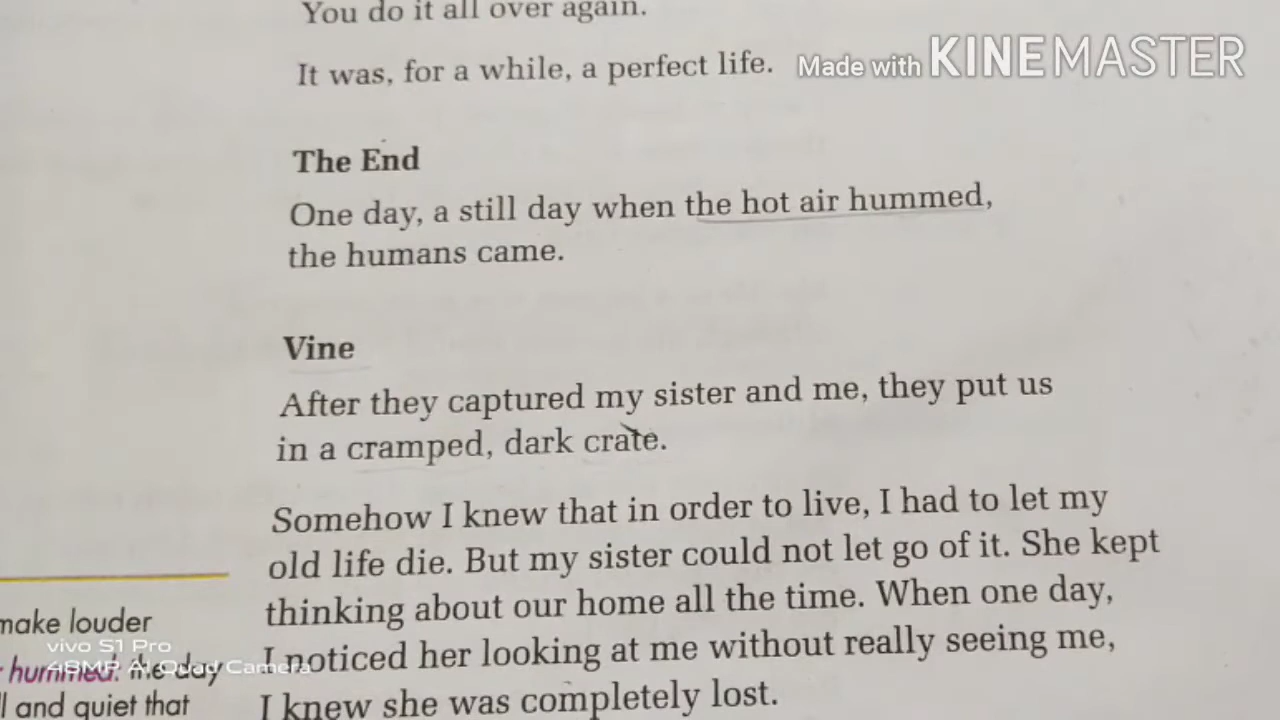 You do it all over again.
It was, for a while, a perfect life.
Made with KINEMASTER
The End
One day, a still day when the hot air hummed,
the humans came.
Vine
After they captured my sister and me, they put us
in a cramped, dark crate.
Somehow I knew that in order to live, I had to let my
old life die. But my sister could not let go of it. She kept
thinking about our home all the time. When one day,
I noticed her looking at me without really seeing me,
I knew she was completely lost.
make louder
hummed: the day
and quiet that
vivo S1 Pro
48MP AI Quad Camera